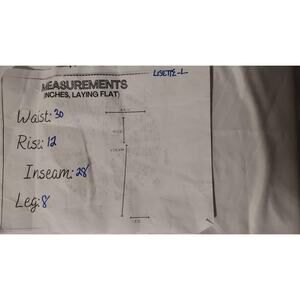 LISETTE-L
MEASUREMENTS
(INCHES, LAYING FLAT)
Waist: 30
Rise: 12
Inseam: 28
Leg: 8